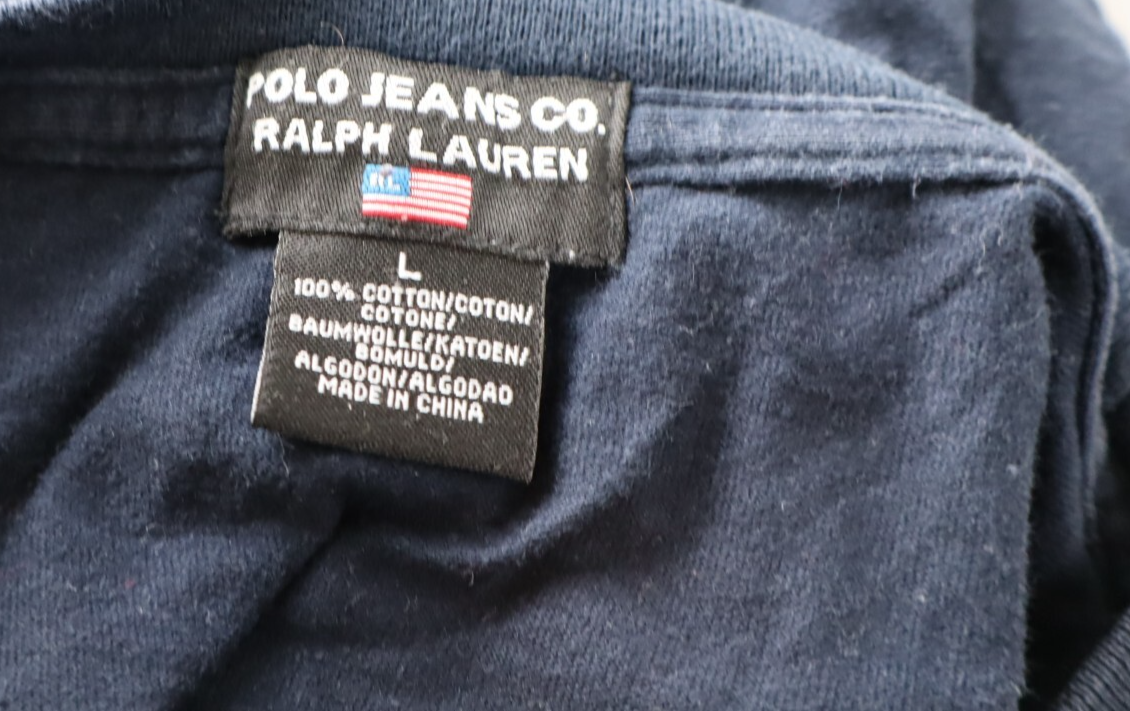 POLO JEANS CO.
RALPH LAUREN
RL
L
100% COTTON/COTON/
COTONE/
BAUMWOLLE/KATOEN/
BOMULD/
ALGODON/ALGODAO
MADE IN CHINA